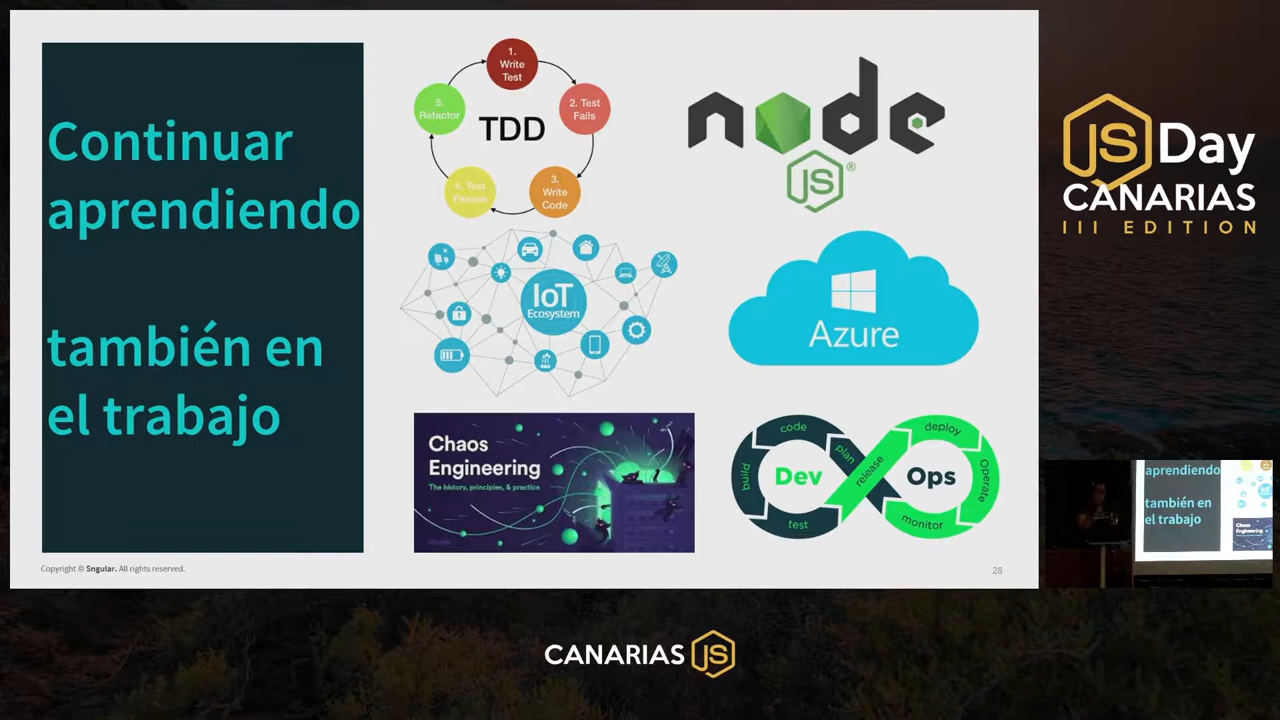 Continuar
aprendiendo
también en
el trabajo
1.
Write
Test
2. Test
Fails
3.
Write
Code
4. Test
Passes
5.
Refactor
TDD
node
JS®
IoT
Ecosystem
Azure
Chaos
Engineering
The history, principles, & practice
Dev
Ops
code
build
test
plan
release
deploy
Operate
monitor
Copyright © Sngular. All rights reserved.
28
JS Day
CANARIAS
III EDITION
aprendiendo
también en
el trabajo
Chaos
Engineering
CANARIAS JS